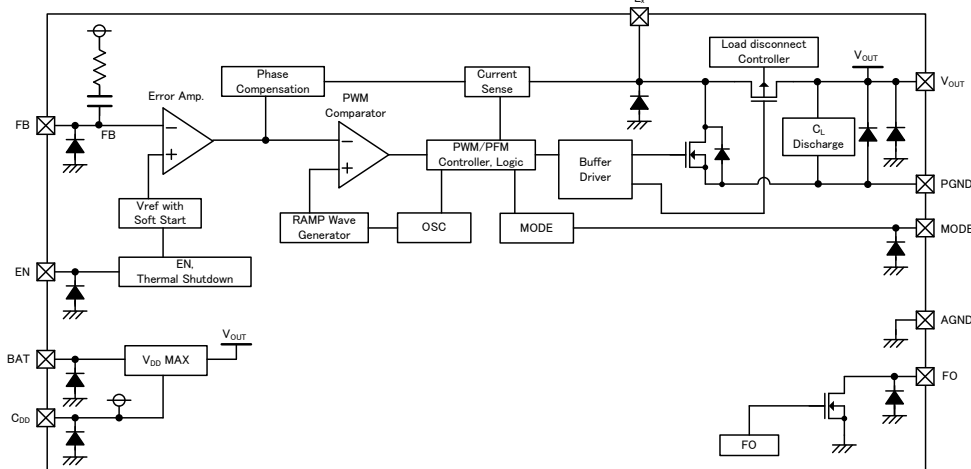 Load disconnect
Controller
VOUT
VOUT
Phase
Compensation
Current
Sense
Error Amp.
PWM
Comparator
FB
FB
CL
Discharge
PWM/PFM
Controller, Logic
Buffer
Driver
PGND
Vref with
Soft Start
RAMP Wave
Generator
OSC
MODE
MODE
EN
EN,
Thermal Shutdown
AGND
VOUT
BAT
VDD MAX
FO
CDD
FO